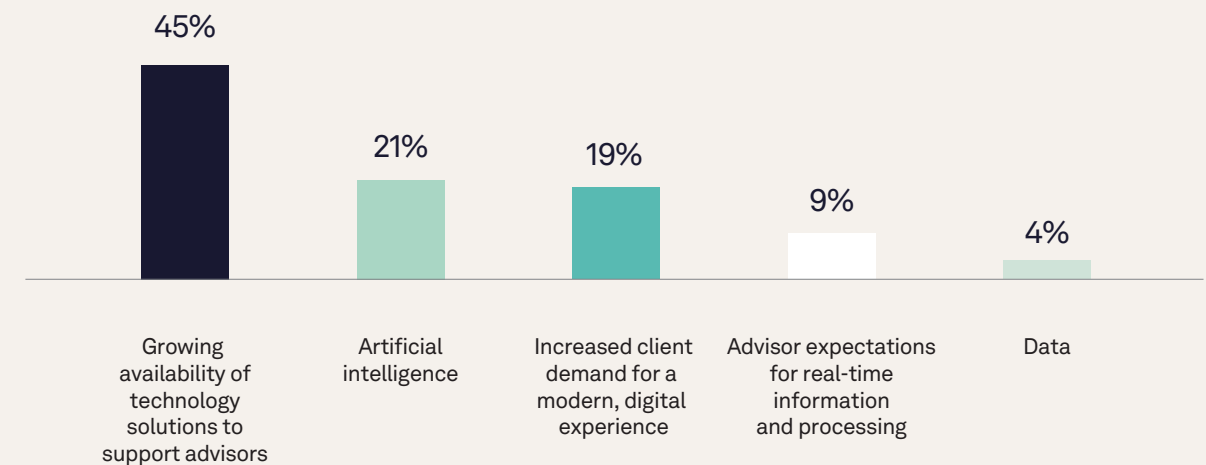 45%
21%
19%
9%
4%
Growing
availability of
technology
solutions to
support advisors
Artificial
intelligence
Increased client
demand for a
modern, digital
experience
Advisor expectations
for real-time
information
and processing
Data